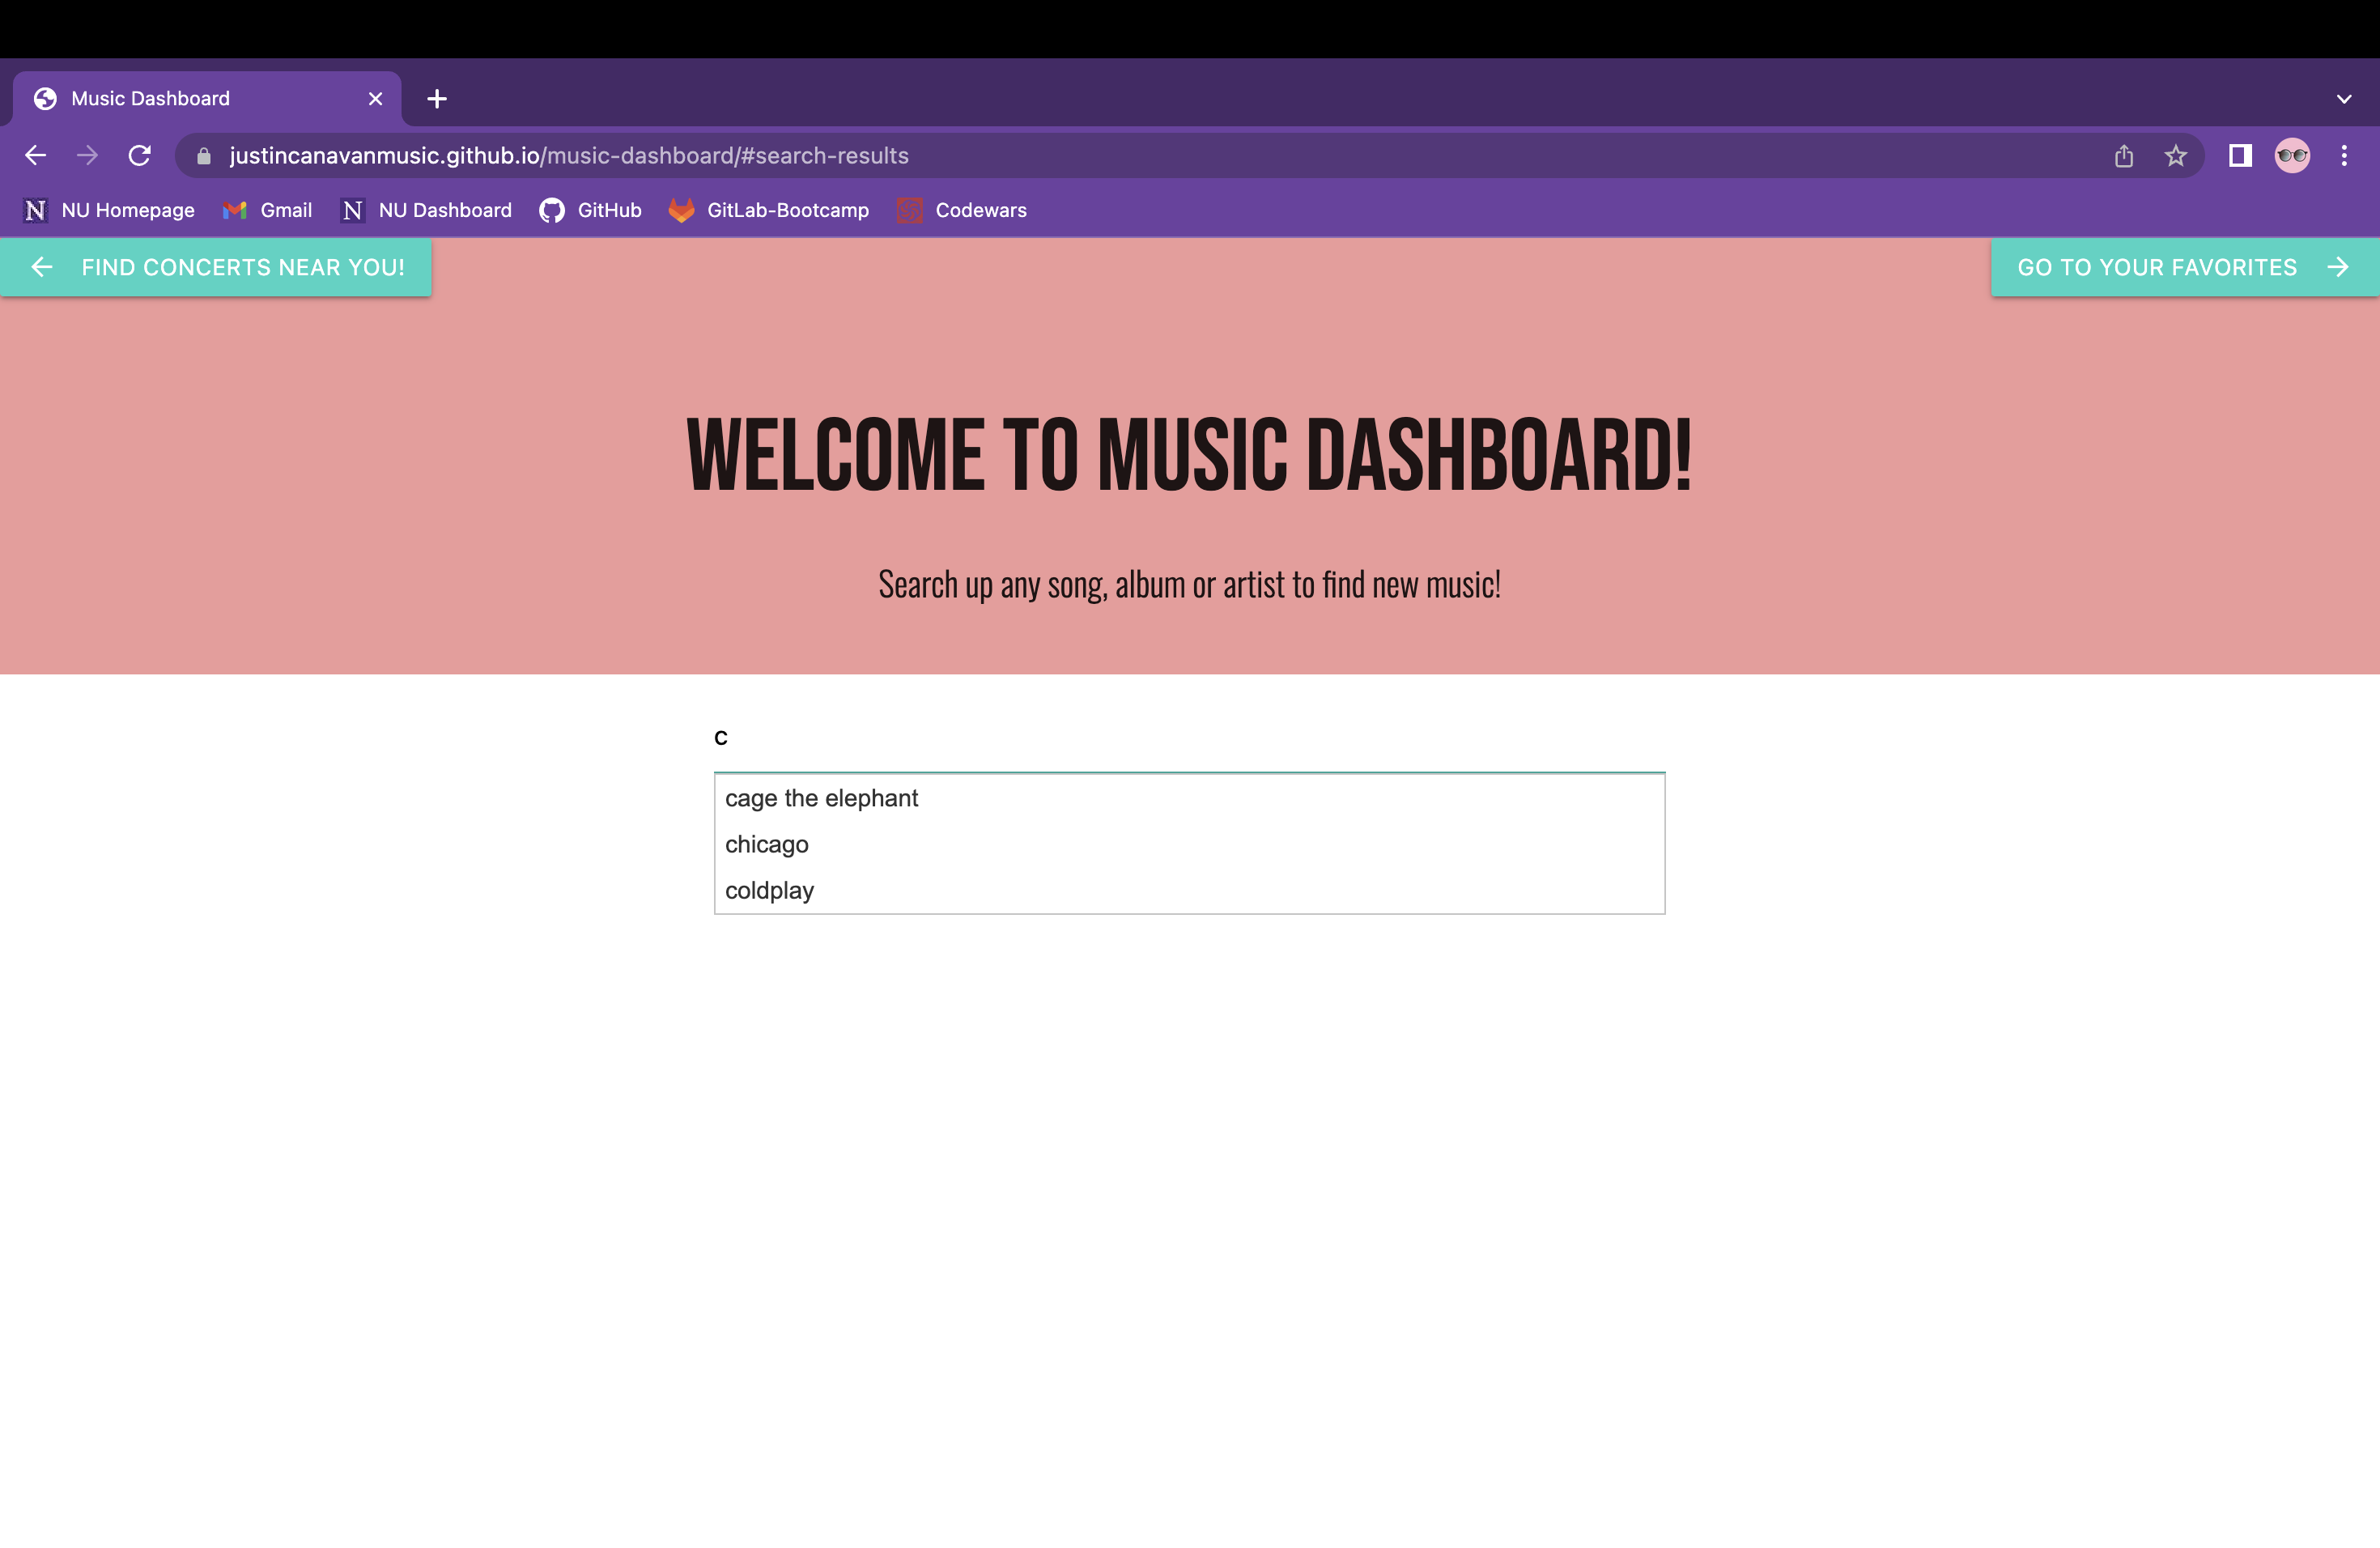 Music Dashboard
justincanavanmusic.github.io/music-dashboard/#search-results
N NU Homepage Gmail N NU Dashboard GitHub GitLab-Bootcamp Codewars
FIND CONCERTS NEAR YOU! GO TO YOUR FAVORITES
WELCOME TO MUSIC DASHBOARD!
Search up any song, album or artist to find new music!
c
cage the elephant
chicago
coldplay